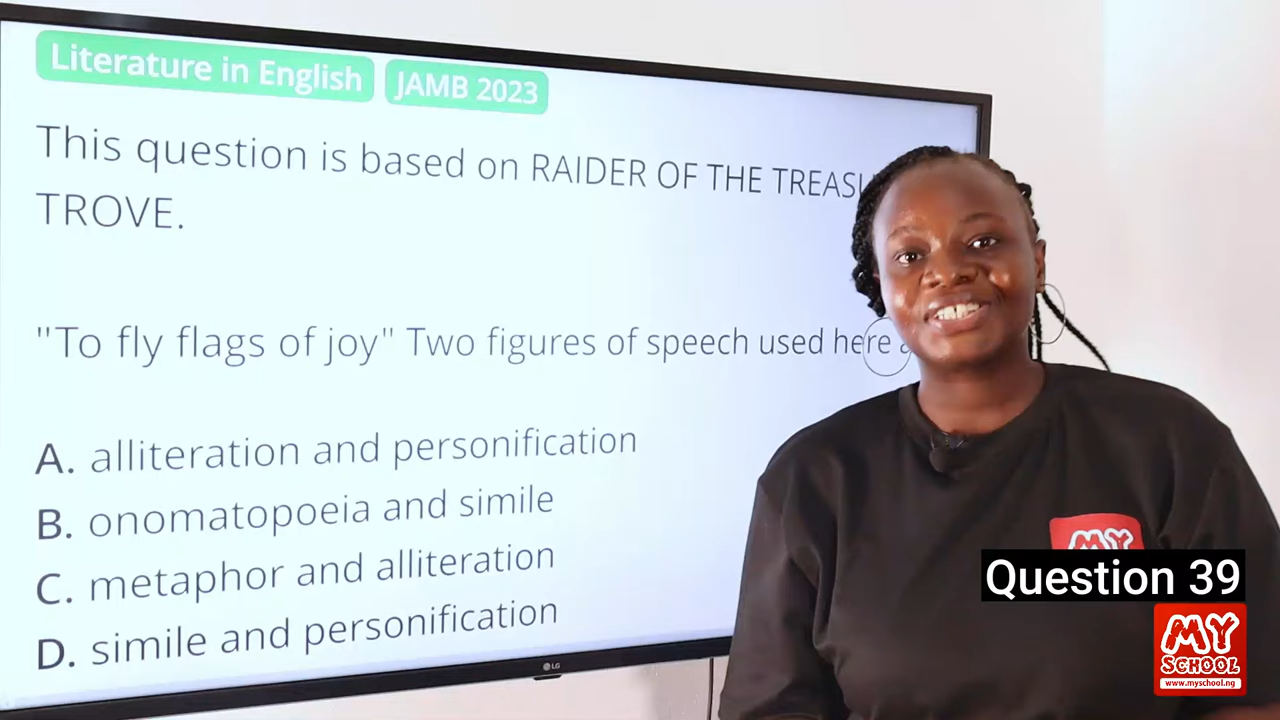 Literature in English JAMB 2023
This question is based on RAIDER OF THE
TROVE.
"To fly flags of joy" Two figures of speech used here
A. alliteration and personification
B. onomatopoeia and simile
C. metaphor and alliteration
D. simile and personification
LG
MY
Question 39
MY
SCHOOL
www.myschool.ng